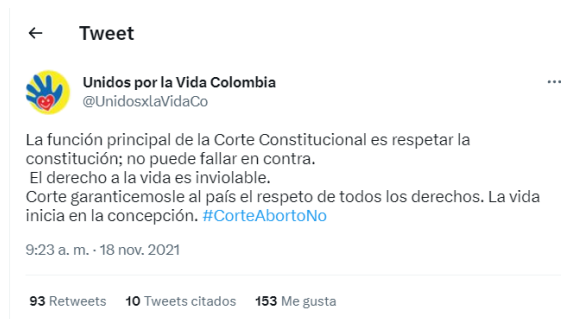 ← Tweet
Unidos por la Vida Colombia
@UnidosxlaVidaCo
La función principal de la Corte Constitucional es respetar la
constitución; no puede fallar en contra.
El derecho a la vida es inviolable.
Corte garanticemosle al país el respeto de todos los derechos. La vida
inicia en la concepción. #CorteAbortoNo
9:23 a. m. · 18 nov. 2021
93 Retweets 10 Tweets citados 153 Me gusta